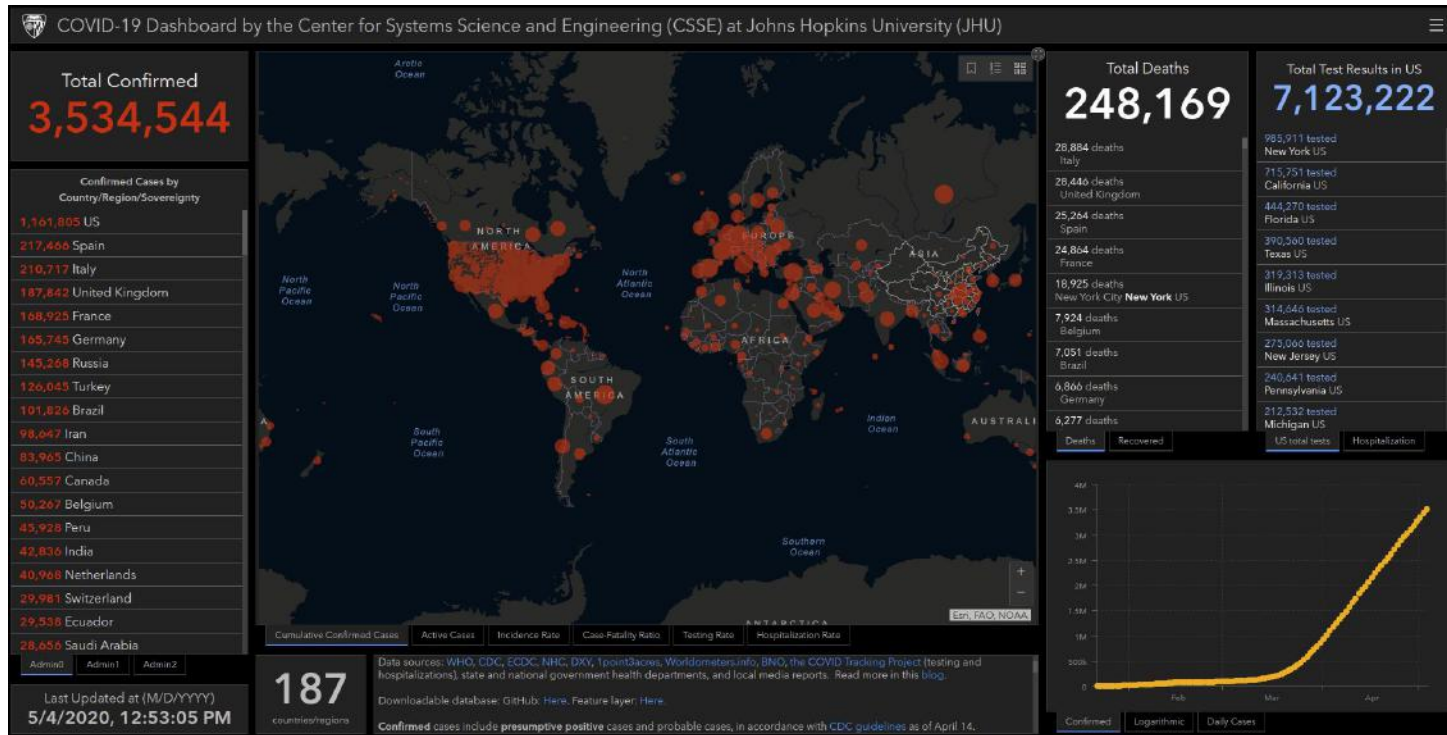 COVID-19 Dashboard by the Center for Systems Science and Engineering (CSSE) at Johns Hopkins University (JHU)
Total Confirmed
3,534,544
Confirmed Cases by
Country/Region/Sovereignty
1,161,805 US
217,466 Spain
210,717 Italy
187,842 United Kingdom
168,925 France
165,745 Germany
145,268 Russia
126,045 Turkey
101,826 Brazil
98,647 Iran
83,965 China
60,557 Canada
50,267 Belgium
45,928 Peru
42,836 India
40,968 Netherlands
29,981 Switzerland
29,538 Ecuador
28,656 Saudi Arabia
Admin0 Admin1 Admin2
Last Updated at (M/D/YYYY)
5/4/2020, 12:53:05 PM
Arctic
Ocean
NORTH
AMERICA
EUROPE
ASIA
North
Pacific
Ocean
North
Pacific
Ocean
North
Atlantic
Ocean
AFRICA
SOUTH
AMERICA
Indian
Ocean
AUSTRALI
South
Pacific
Ocean
South
Atlantic
Ocean
Southern
Ocean
+
−
Esri, FAO, NOAA
ANTARCTICA
Cumulative Confirmed Cases Active Cases Incidence Rate Case-Fatality Ratio Testing Rate Hospitalization Rate
187
countries/regions
Data sources: WHO, CDC, ECDC, NHC, DXY, 1point3acres, Worldometers.info, BNO, the COVID Tracking Project (testing and
hospitalizations), state and national government health departments, and local media reports. Read more in this blog.
Downloadable database: GitHub: Here. Feature layer: Here.
Confirmed cases include presumptive positive cases and probable cases, in accordance with CDC guidelines as of April 14.
Total Deaths
248,169
28,884 deaths
Italy
28,446 deaths
United Kingdom
25,264 deaths
Spain
24,864 deaths
France
18,925 deaths
New York City New York US
7,924 deaths
Belgium
7,051 deaths
Brazil
6,866 deaths
Germany
6,277 deaths
Deaths Recovered
Total Test Results in US
7,123,222
985,911 tested
New York US
715,751 tested
California US
444,270 tested
Florida US
390,560 tested
Texas US
319,313 tested
Illinois US
314,646 tested
Massachusetts US
275,066 tested
New Jersey US
240,641 tested
Pennsylvania US
212,532 tested
Michigan US
US total tests Hospitalization
4M
3.5M
3M
2.5M
2M
1.5M
1M
500k
0
Feb Mar Apr
Confirmed Logarithmic Daily Cases